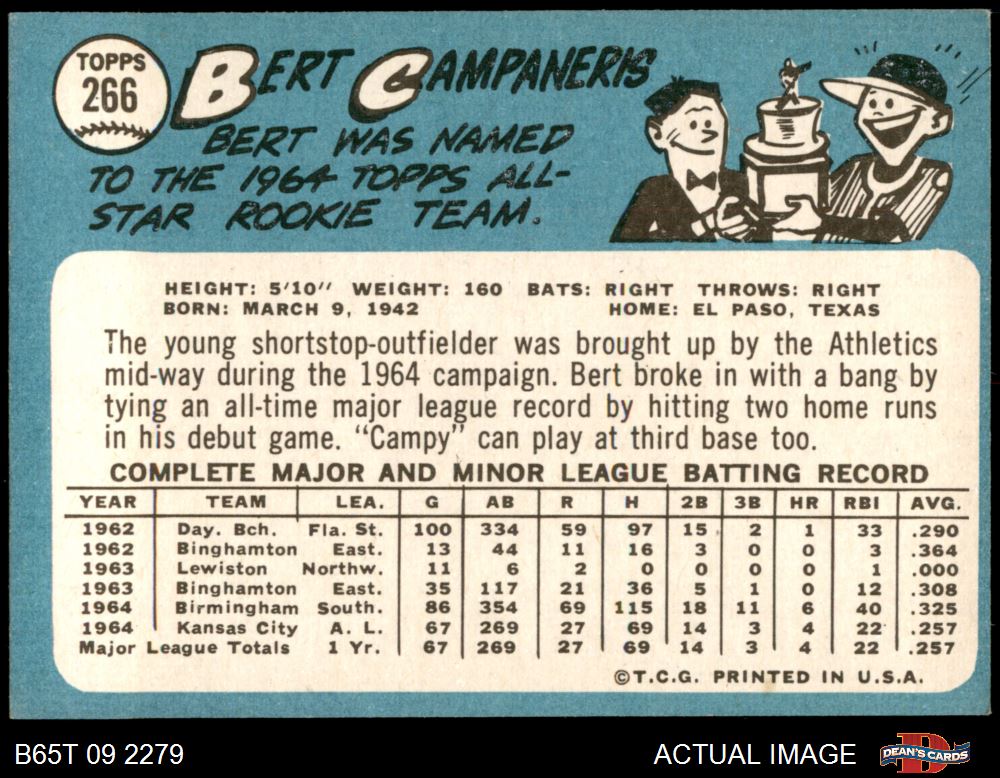 TOPPS
266
BERT CAMPANERIS
BERT WAS NAMED
TO THE 1964 TOPPS ALL-
STAR ROOKIE TEAM.
HEIGHT: 5'10" WEIGHT: 160 BATS: RIGHT THROWS: RIGHT
BORN: MARCH 9, 1942 HOME: EL PASO, TEXAS
The young shortstop-outfielder was brought up by the Athletics
mid-way during the 1964 campaign. Bert broke in with a bang by
tying an all-time major league record by hitting two home runs
in his debut game. "Campy" can play at third base too.
COMPLETE MAJOR AND MINOR LEAGUE BATTING RECORD
YEAR TEAM LEA. G AB R H 2B 3B HR RBI AVG.
1962 Day. Bch. Fla. St. 100 334 59 97 15 2 1 33 .290
1962 Binghamton East. 13 44 11 16 3 0 0 3 .364
1963 Lewiston Northw. 11 6 2 0 0 0 0 1 .000
1963 Binghamton East. 35 117 21 36 5 1 0 12 .308
1964 Birmingham South. 86 354 69 115 18 11 6 40 .325
1964 Kansas City A. L. 67 269 27 69 14 3 4 22 .257
Major League Totals 1 Yr. 67 269 27 69 14 3 4 22 .257
©T.C.G. PRINTED IN U.S.A.
B65T 09 2279 ACTUAL IMAGE
D
DEAN'S CARDS